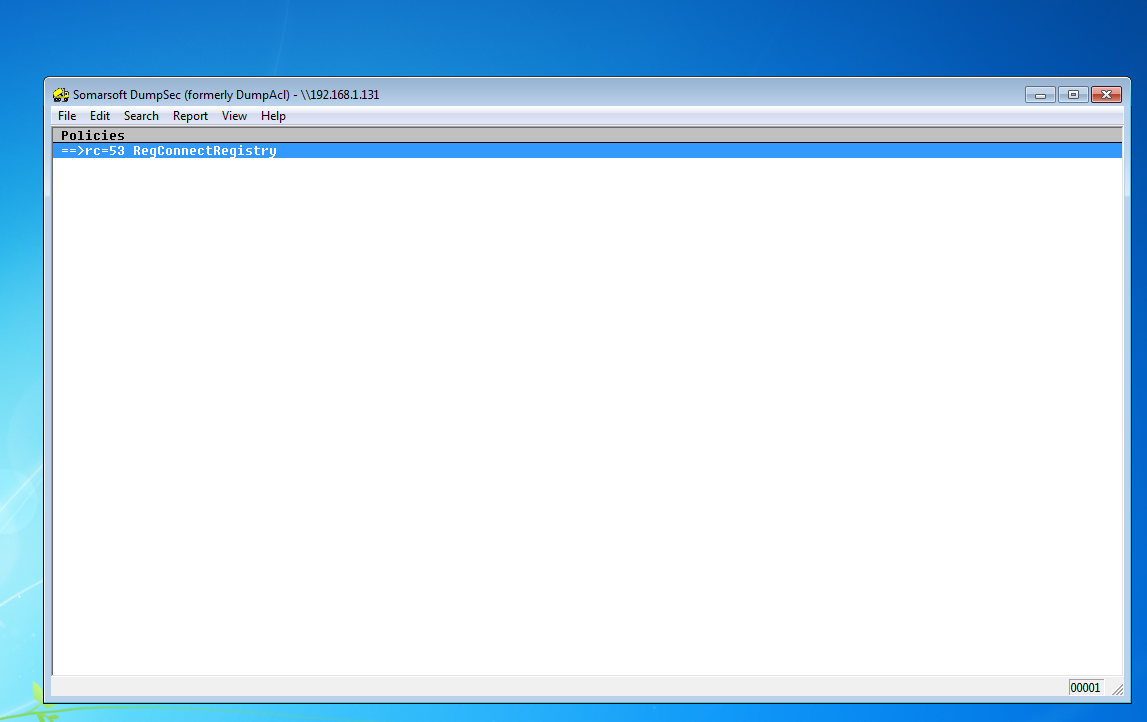 Somarsoft DumpSec (formerly DumpAcl) - \\192.168.1.131
File Edit Search Report View Help
Policies
==>rc=53 RegConnectRegistry
00001